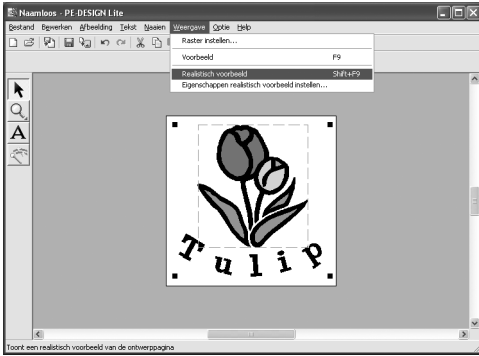 Naamloos - PE-DESIGN Lite
Bestand Bewerken Afbeelding Tekst Naaien Weergave Optie Help
Raster instellen...
Voorbeeld F9
Realistisch voorbeeld Shift+F9
Eigenschappen realistisch voorbeeld instellen...
A
Tulip
Toont een realistisch voorbeeld van de ontwerppagina